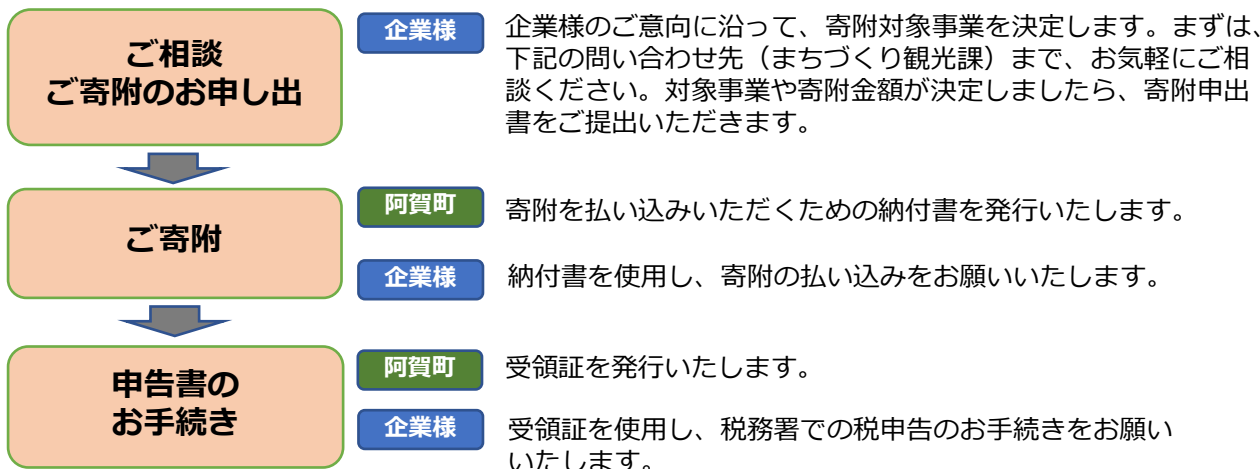 ご相談
ご寄附のお申し出
企業様
企業様のご意向に沿って、寄附対象事業を決定します。まずは、
下記の問い合わせ先（まちづくり観光課）まで、お気軽にご相
談ください。対象事業や寄附金額が決定しましたら、寄附申出
書をご提出いただきます。
ご寄附
阿賀町
寄附を払い込みいただくための納付書を発行いたします。
企業様
納付書を使用し、寄附の払い込みをお願いいたします。
申告書の
お手続き
阿賀町
受領証を発行いたします。
企業様
受領証を使用し、税務署での税申告のお手続きをお願い
いたします。